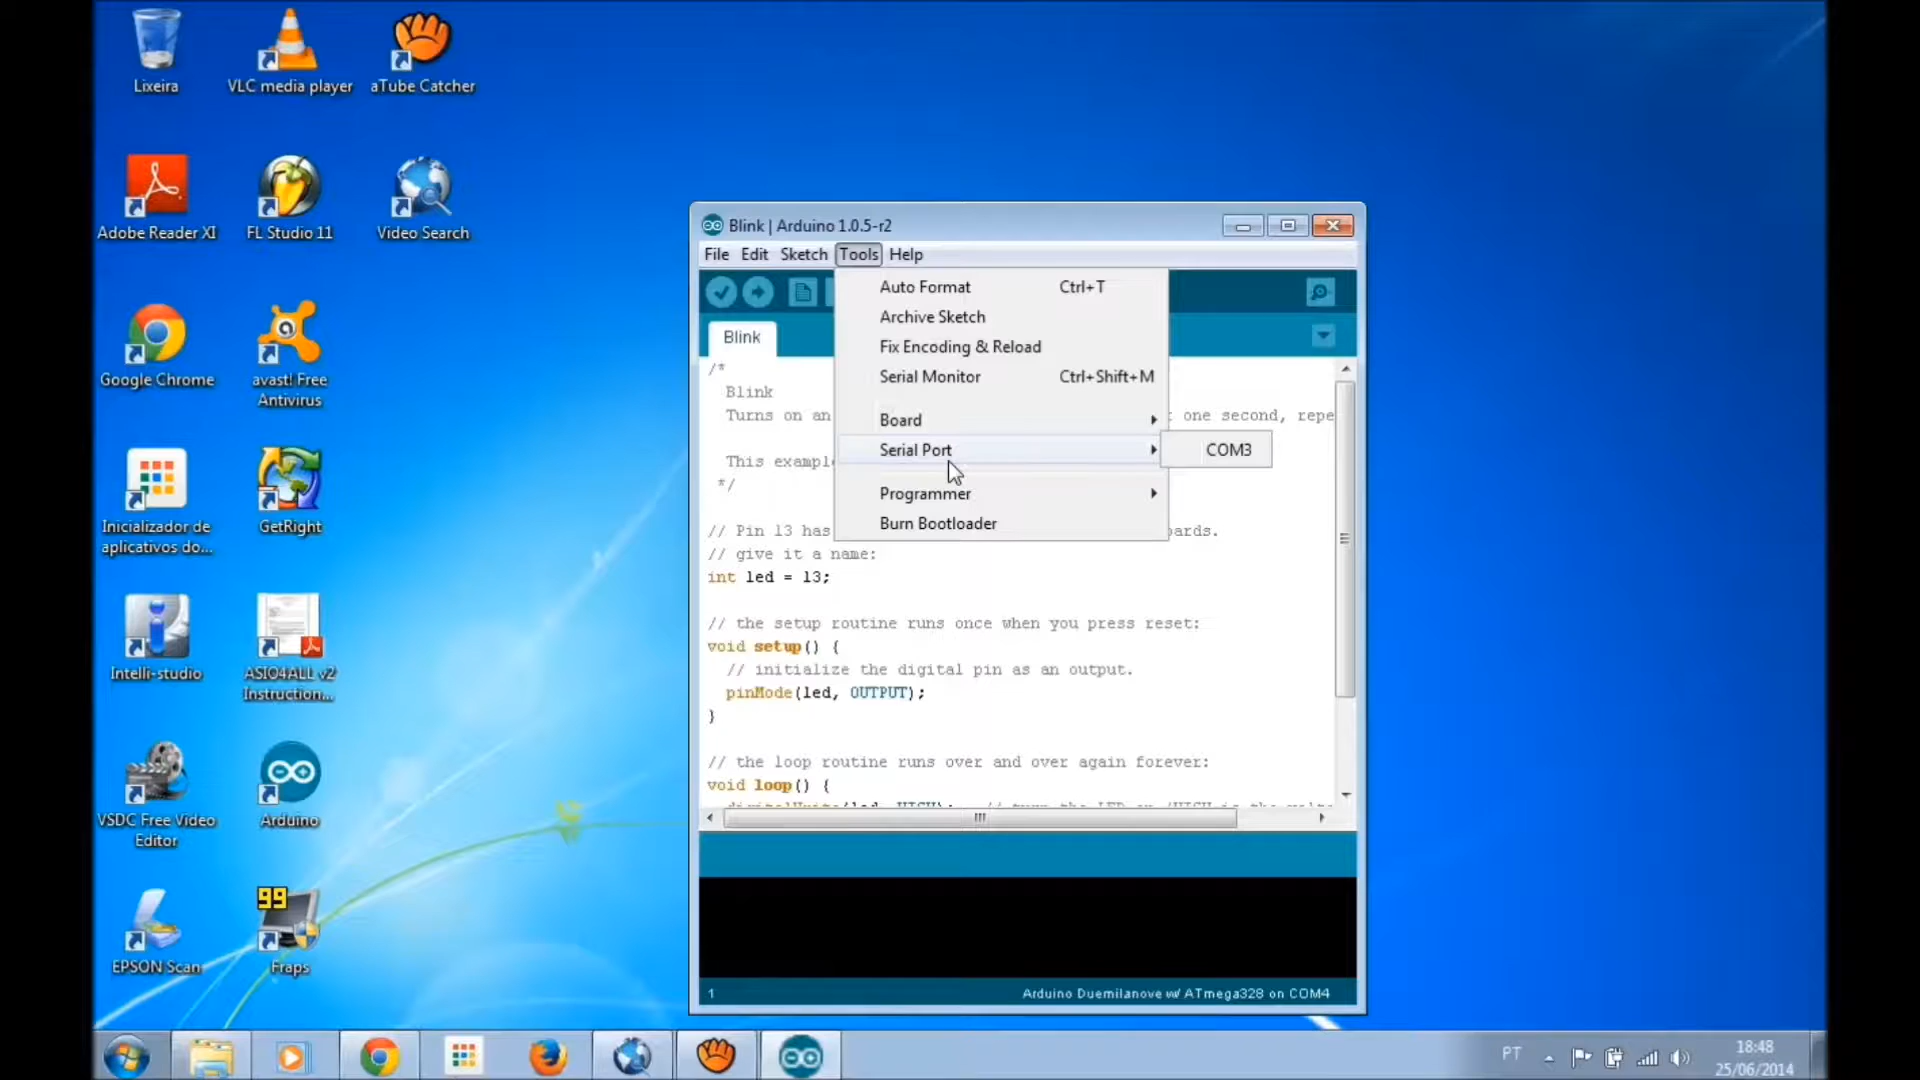 Lixeira
VLC media player
aTube Catcher
Adobe Reader XI
FL Studio 11
Video Search
Google Chrome
avast! Free
Antivirus
Inicializador de
aplicativos do...
GetRight
Intelli-studio
ASIO4ALL v2
Instruction...
VSDC Free Video
Editor
Arduino
99
EPSON Scan
Fraps
Blink | Arduino 1.0.5-r2
File Edit Sketch Tools Help
Auto Format Ctrl+T
Archive Sketch
Fix Encoding & Reload
Serial Monitor Ctrl+Shift+M
Board
Serial Port
COM3
Programmer
Burn Bootloader
Blink
/*
Blink
Turns on an one second, repe
This exampl
*/
// Pin 13 has ards.
// give it a name:
int led = 13;
// the setup routine runs once when you press reset:
void setup() {
// initialize the digital pin as an output.
pinMode(led, OUTPUT);
}
// the loop routine runs over and over again forever:
void loop() {
1
Arduino Duemilanove w/ ATmega328 on COM4
PT
18:48
25/06/2014